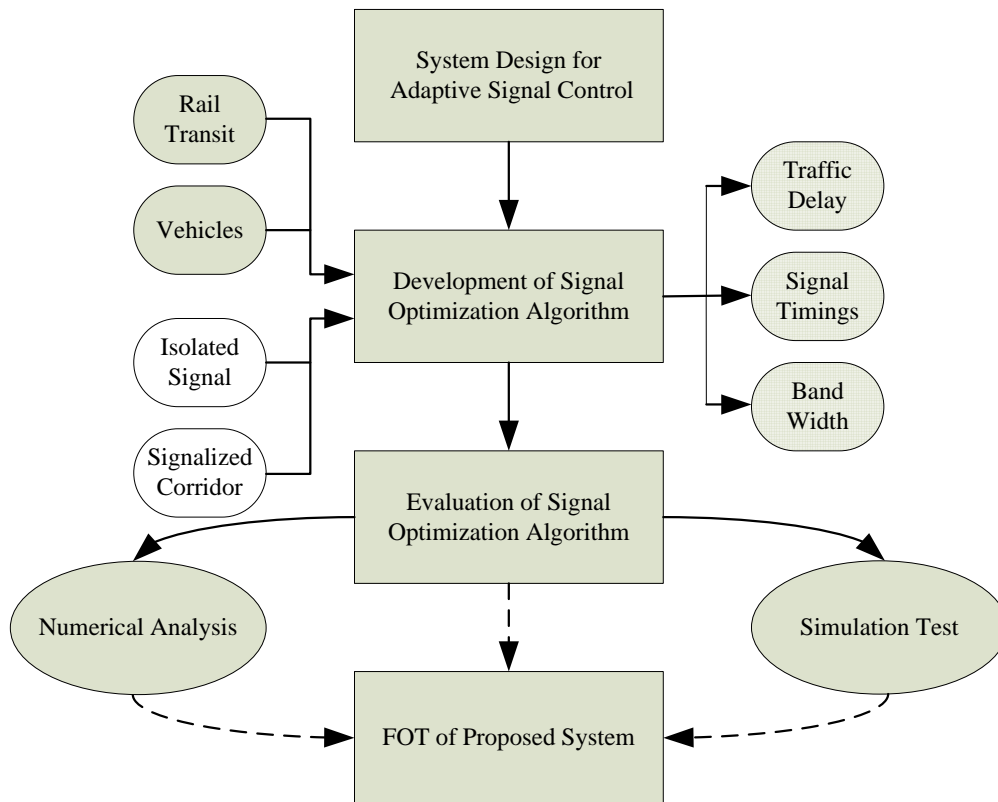 System Design for
Adaptive Signal Control
Rail
Transit
Vehicles
Isolated
Signal
Signalized
Corridor
Development of Signal
Optimization Algorithm
Traffic
Delay
Signal
Timings
Band
Width
Evaluation of Signal
Optimization Algorithm
Numerical Analysis
Simulation Test
FOT of Proposed System